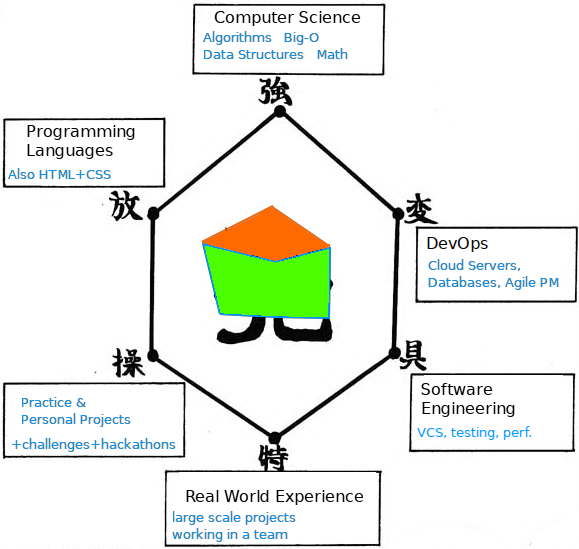 Computer Science
Algorithms Big-O
Data Structures Math
強
Programming
Languages
Also HTML+CSS
放
変
DevOps
Cloud Servers,
Databases, Agile PM
操
具
Practice &
Personal Projects
+challenges+hackathons
Software
Engineering
VCS, testing, perf.
特
Real World Experience
large scale projects
working in a team